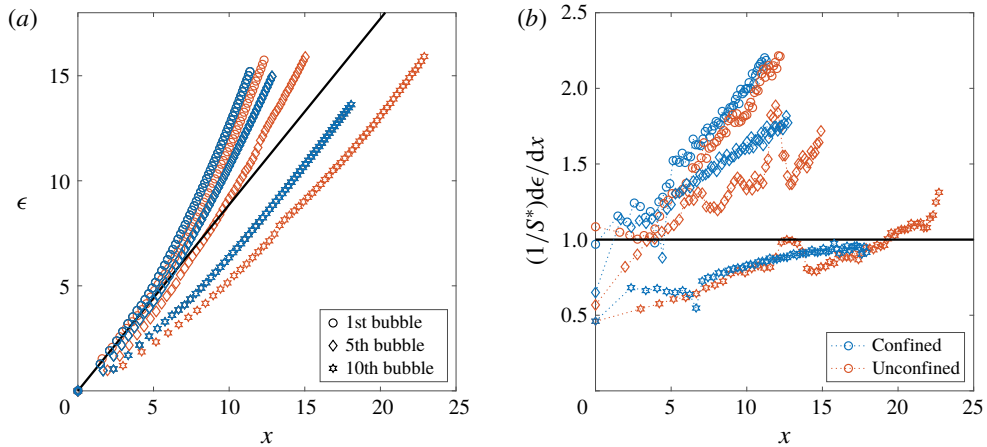 (a)
15
10
5
0
ϵ
0
5
10
15
20
25
x
1st bubble
5th bubble
10th bubble
(b)
2.5
2.0
1.5
1.0
0.5
(1/S*)dϵ/dx
0
5
10
15
20
25
x
Confined
Unconfined